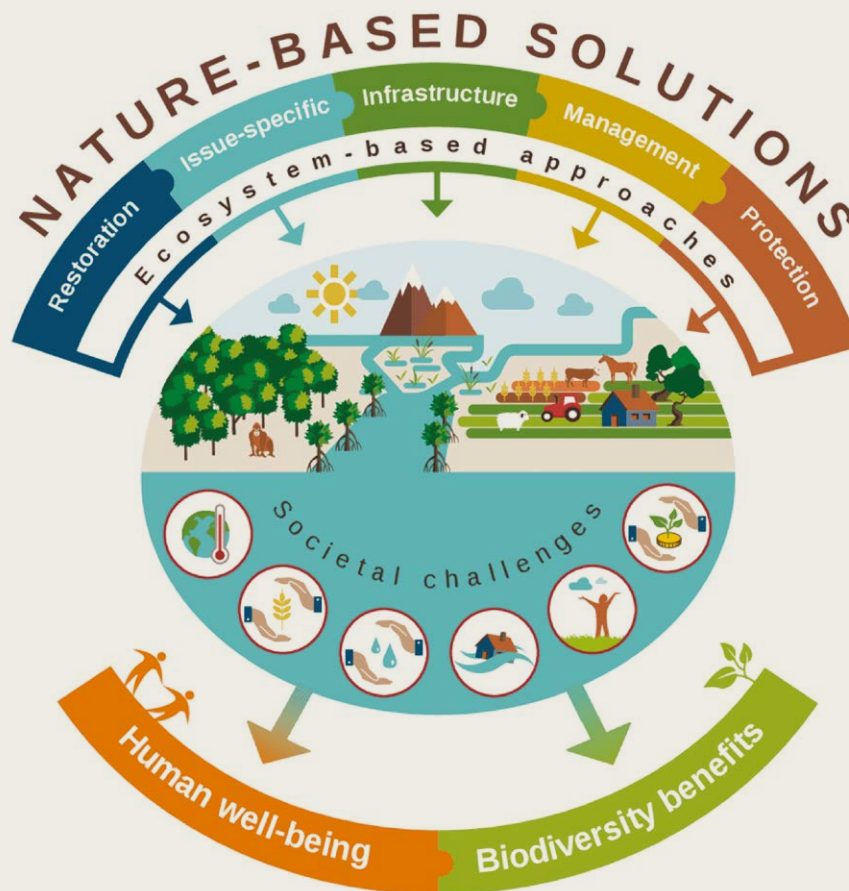 NATURE-BASED SOLUTIONS
Restoration
Issue-specific
Infrastructure
Management
Protection
Ecosystem-based approaches
Societal challenges
Human well-being
Biodiversity benefits